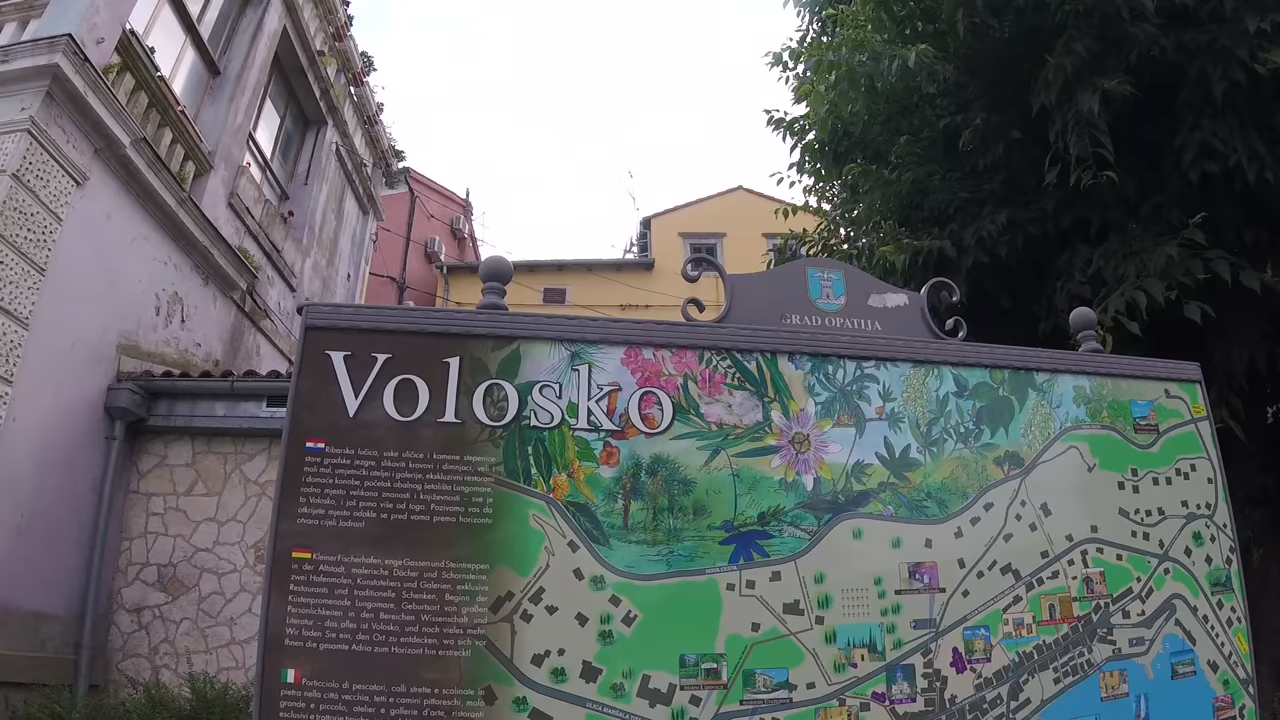 GRAD OPATIJA
Volosko
Ribarska lučica, uske uličice i kamene stepenice
stare gradske jezgre, slikoviti krovovi i dimnjaci, veli i
mali mul, umjetnički ateljei i galerije, ekskluzivni restorani
i domaće konobe, početak obalnog šetališta Lungomare,
rodno mjesto velikana znanosti i književnosti – sve je
to Volosko, i još puno više od toga. Pozivamo vas da
otkrijete mjesto odakle se pred vama prema horizontu
otvara cijeli Jadran!
Kleiner Fischerhafen, enge Gassen und Steintreppen
in der Altstadt, malerische Dächer und Schornsteine,
zwei Hafenmolen, Kunstateliers und Galerien, exklusive
Restaurants und traditionelle Schenken, Beginn der
Küstenpromenade Lungomare, Geburtsort von großen
Persönlichkeiten in den Bereichen Wissenschaft und
Literatur – das alles ist Volosko, und noch vieles mehr.
Wir laden Sie ein, den Ort zu entdecken, wo sich vor
Ihnen die gesamte Adria zum Horizont hin erstreckt!
Porticciolo di pescatori, calli strette e scalinate in
pietra nella città vecchia, tetti e camini pittoreschi, molo
grande e piccolo, atelier e gallerie d'arte, ristoranti
esclusivi e trattorie
NOVA CESTA
ULICA MARŠALA TITA